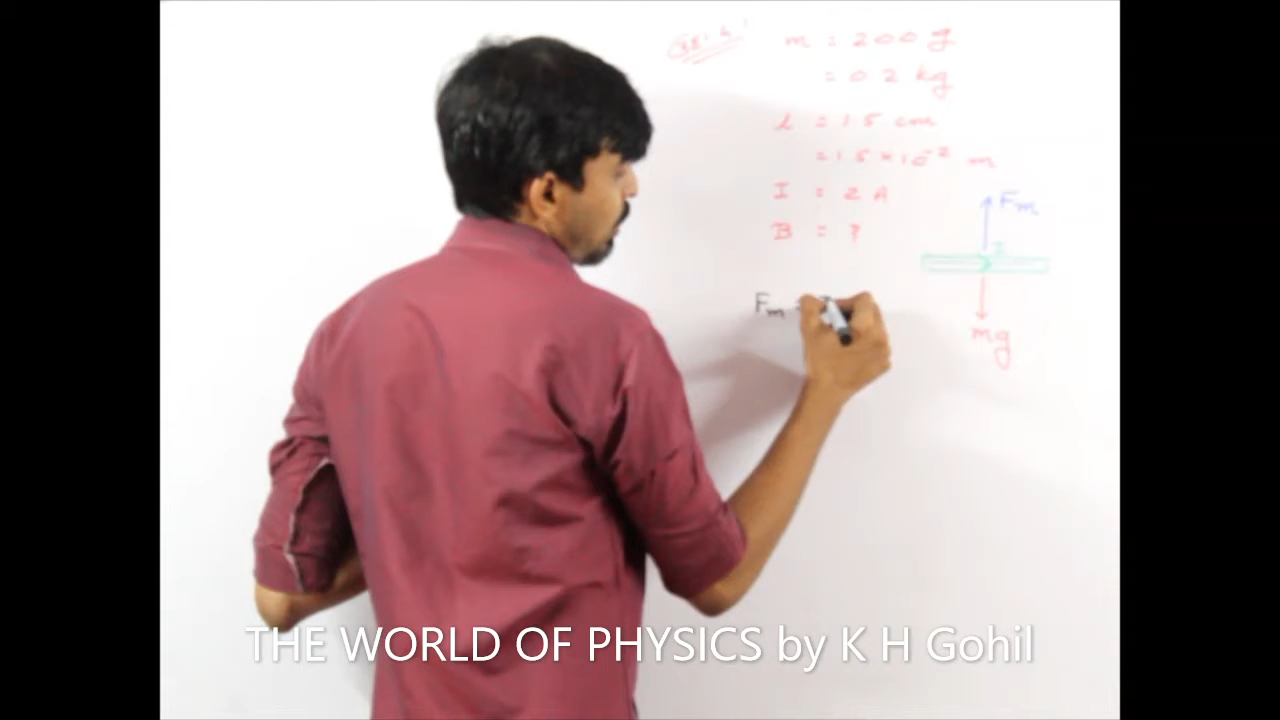 m = 200 g
= 0.2 kg
l = 1.5 cm
= 1.5 × 10⁻² m
I = 2 A
B = ?
Fm
I
mg
Fm =
THE WORLD OF PHYSICS by K H Gohil